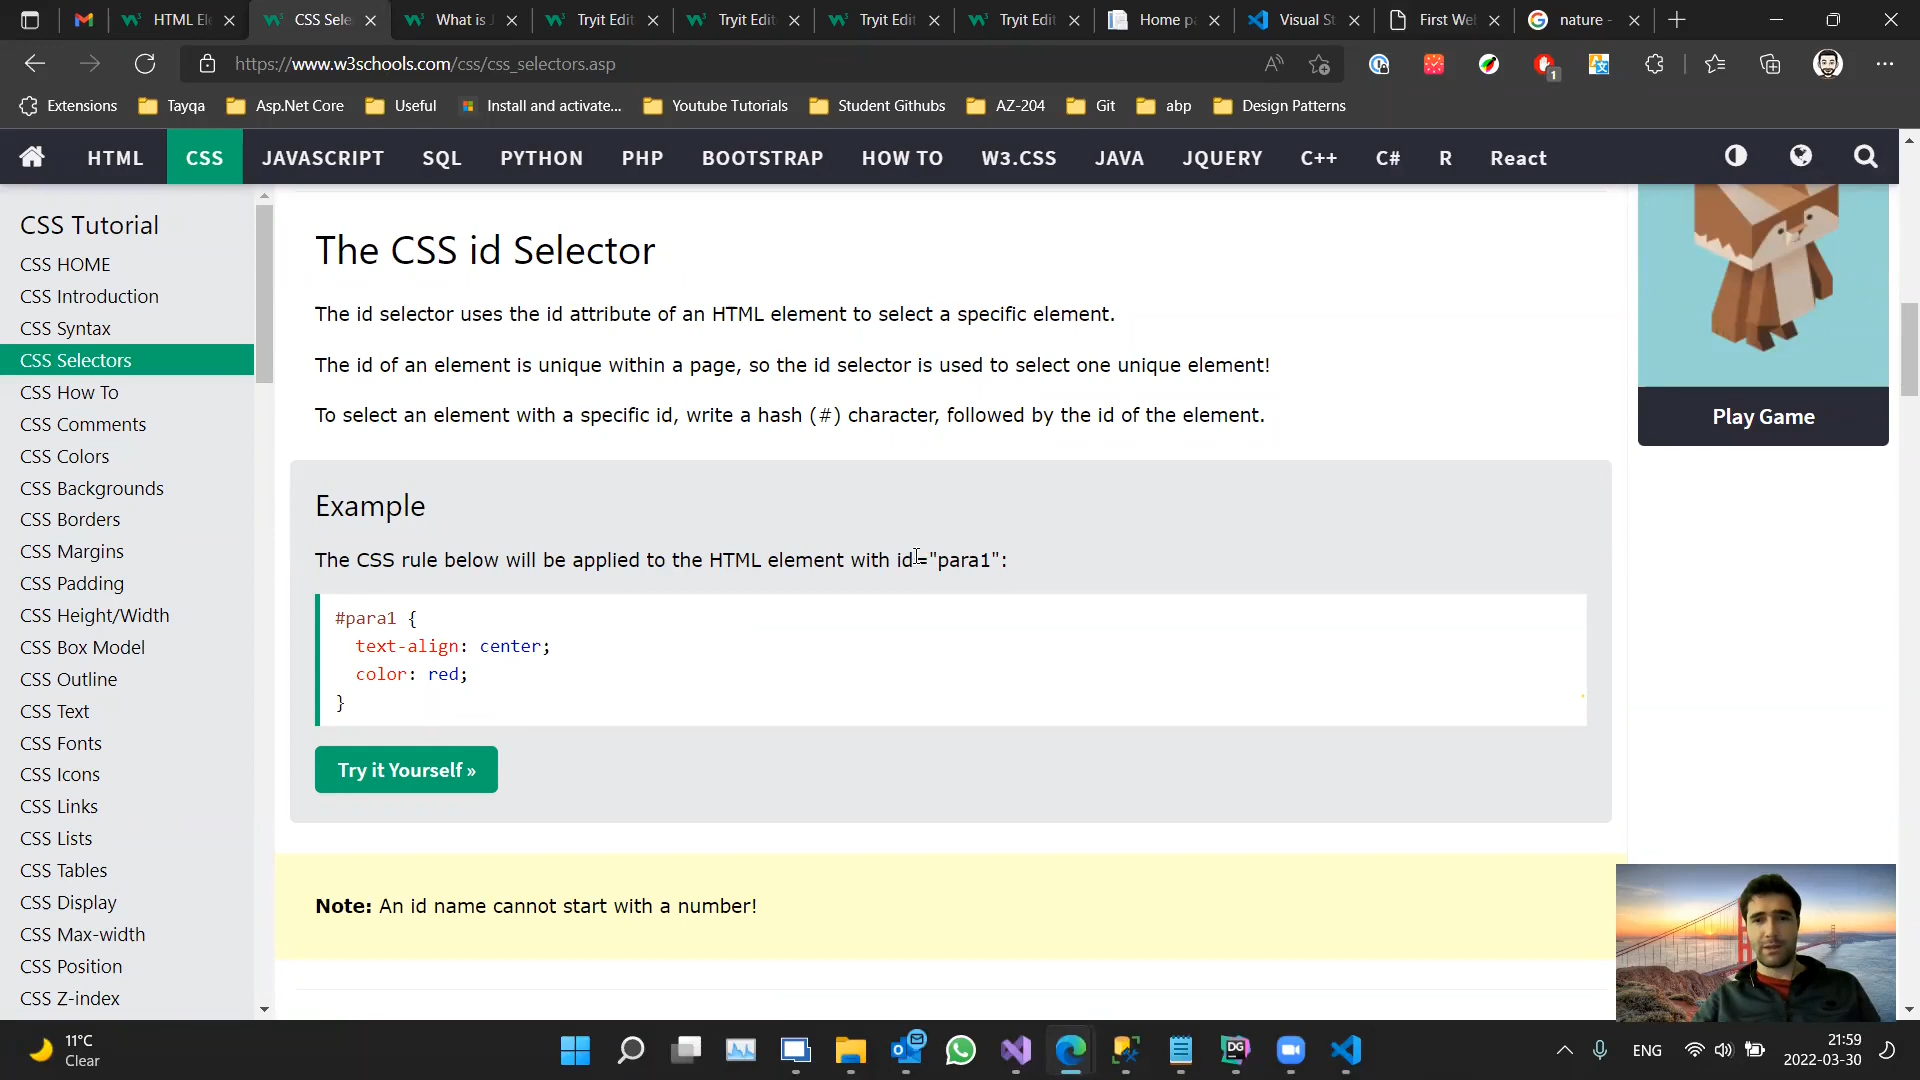 HTML El
CSS Sele
What is J
Tryit Edit
Tryit Edit
Tryit Edit
Tryit Edit
Home pa
Visual St
First We
nature -
https://www.w3schools.com/css/css_selectors.asp
1
Extensions
Tayqa
Asp.Net Core
Useful
Install and activate...
Youtube Tutorials
Student Githubs
AZ-204
Git
abp
Design Patterns
HTML
CSS
JAVASCRIPT
SQL
PYTHON
PHP
BOOTSTRAP
HOW TO
W3.CSS
JAVA
JQUERY
C++
C#
R
React
CSS Tutorial
CSS HOME
CSS Introduction
CSS Syntax
CSS Selectors
CSS How To
CSS Comments
CSS Colors
CSS Backgrounds
CSS Borders
CSS Margins
CSS Padding
CSS Height/Width
CSS Box Model
CSS Outline
CSS Text
CSS Fonts
CSS Icons
CSS Links
CSS Lists
CSS Tables
CSS Display
CSS Max-width
CSS Position
CSS Z-index
The CSS id Selector
The id selector uses the id attribute of an HTML element to select a specific element.
The id of an element is unique within a page, so the id selector is used to select one unique element!
To select an element with a specific id, write a hash (#) character, followed by the id of the element.
Example
The CSS rule below will be applied to the HTML element with id="para1":
#para1 {
text-align: center;
color: red;
}
Try it Yourself »
Note: An id name cannot start with a number!
Play Game
11°C
Clear
DG
ENG
21:59
2022-03-30